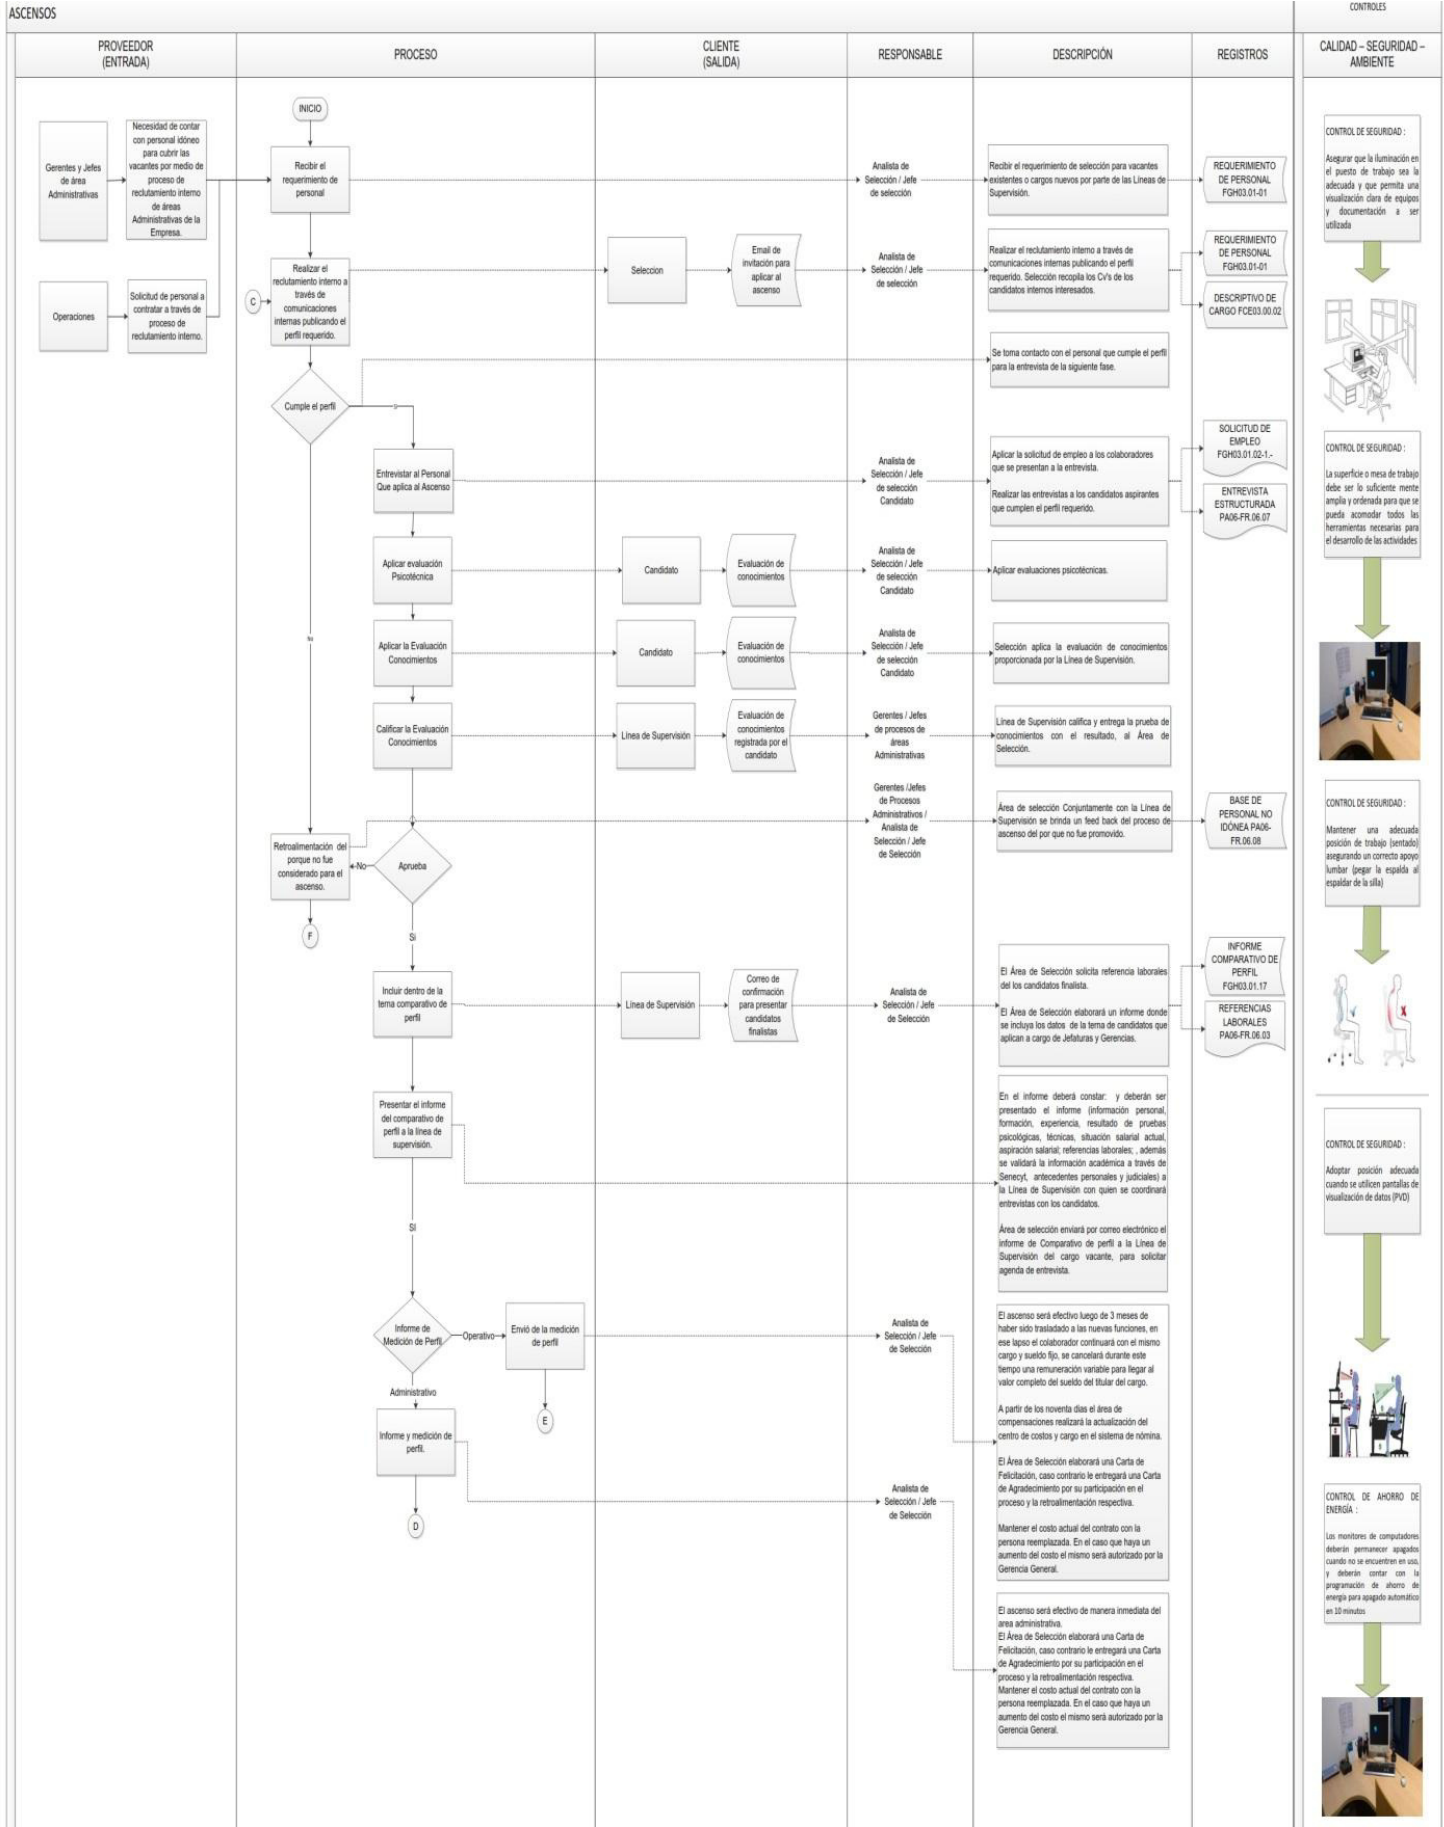 ASCENSOS
CONTROLES
PROVEEDOR
(ENTRADA)
PROCESO
CLIENTE
(SALIDA)
RESPONSABLE
DESCRIPCIÓN
REGISTROS
CALIDAD – SEGURIDAD –
AMBIENTE
Gerentes y Jefes
de área
Administrativas
Necesidad de contar
con personal idóneo
para cubrir las
vacantes por medio de
proceso de
reclutamiento interno
de áreas
Administrativas de la
Empresa.
Operaciones
Solicitud de personal a
contratar a través de
proceso de
reclutamiento interno.
INICIO
Recibir el
requerimiento de
personal
Analista de
Selección / Jefe
de selección
Recibir el requerimiento de selección para vacantes
existentes o cargos nuevos por parte de las Líneas de
Supervisión.
REQUERIMIENTO
DE PERSONAL
FGH03.01-01
C
Realizar el
reclutamiento interno a
través de
comunicaciones
internas publicando el
perfil requerido.
Seleccion
Email de
invitación para
aplicar al
ascenso
Analista de
Selección / Jefe
de selección
Realizar el reclutamiento interno a través de
comunicaciones internas publicando el perfil
requerido. Selección recopila los Cv's de los
candidatos internos interesados.
REQUERIMIENTO
DE PERSONAL
FGH03.01-01
DESCRIPTIVO DE
CARGO FCE03.00.02
Cumple el perfil
si
No
Se toma contacto con el personal que cumple el perfil
para la entrevista de la siguiente fase.
Entrevistar al Personal
Que aplica al Ascenso
Analista de
Selección / Jefe
de selección
Candidato
Aplicar la solicitud de empleo a los colaboradores
que se presentan a la entrevista.
Realizar las entrevistas a los candidatos aspirantes
que cumplen el perfil requerido.
SOLICITUD DE
EMPLEO
FGH03.01.02-1.-
ENTREVISTA
ESTRUCTURADA
PA06-FR.06.07
Aplicar evaluación
Psicotécnica
Candidato
Evaluación de
conocimientos
Analista de
Selección / Jefe
de selección
Candidato
Aplicar evaluaciones psicotécnicas.
Aplicar la Evaluación
Conocimientos
Candidato
Evaluación de
conocimientos
Analista de
Selección / Jefe
de selección
Candidato
Selección aplica la evaluación de conocimientos
proporcionada por la Línea de Supervisión.
Calificar la Evaluación
Conocimientos
Línea de Supervisión
Evaluación de
conocimientos
registrada por el
candidato
Gerentes / Jefes
de procesos de
áreas
Administrativas
Línea de Supervisión califica y entrega la prueba de
conocimientos con el resultado, al Área de
Selección.
Retroalimentación del
porque no fue
considerado para el
ascenso.
No
Aprueba
Gerentes /Jefes
de Procesos
Administrativos /
Analista de
Selección / Jefe
de Selección
Área de selección Conjuntamente con la Línea de
Supervisión se brinda un feed back del proceso de
ascenso del por que no fue promovido.
BASE DE
PERSONAL NO
IDÓNEA PA06-
FR.06.08
F
Si
Incluir dentro de la
terna comparativo de
perfil
Línea de Supervisión
Correo de
confirmación
para presentar
candidatos
finalistas
Analista de
Selección / Jefe
de Selección
El Área de Selección solicita referencia laborales
del los candidatos finalista.
El Área de Selección elaborará un informe donde
se incluya los datos de la terna de candidatos que
aplican a cargo de Jefaturas y Gerencias.
INFORME
COMPARATIVO DE
PERFIL
FGH03.01.17
REFERENCIAS
LABORALES
PA06-FR.06.03
Presentar el informe
del comparativo de
perfil a la línea de
supervisión.
En el informe deberá constar: y deberán ser
presentado el informe (información personal,
formación, experiencia, resultado de pruebas
psicológicas, técnicas, situación salarial actual,
aspiración salarial; referencias laborales; , además
se validará la información académica a través de
Senecyt, antecedentes personales y judiciales) a
la Línea de Supervisión con quien se coordinará
entrevistas con los candidatos.
Área de selección enviará por correo electrónico el
informe de Comparativo de perfil a la Línea de
Supervisión del cargo vacante, para solicitar
agenda de entrevista.
SI
Informe de
Medición de Perfil
Operativo
Envió de la medición
de perfil
Analista de
Selección / Jefe
de Selección
El ascenso será efectivo luego de 3 meses de
haber sido trasladado a las nuevas funciones, en
ese lapso el colaborador continuará con el mismo
cargo y sueldo fijo, se cancelará durante este
tiempo una remuneración variable para llegar al
valor completo del sueldo del titular del cargo.
A partir de los noventa dias el área de
compensaciones realizará la actualización del
centro de costos y cargo en el sistema de nómina.
El Área de Selección elaborará una Carta de
Felicitación, caso contrario le entregará una Carta
de Agradecimiento por su participación en el
proceso y la retroalimentación respectiva.
Mantener el costo actual del contrato con la
persona reemplazada. En el caso que haya un
aumento del costo el mismo será autorizado por la
Gerencia General.
Administrativo
E
Informe y medición de
perfil.
D
Analista de
Selección / Jefe
de Selección
El ascenso será efectivo de manera inmediata del
area administrativa.
El Área de Selección elaborará una Carta de
Felicitación, caso contrario le entregará una Carta
de Agradecimiento por su participación en el
proceso y la retroalimentación respectiva.
Mantener el costo actual del contrato con la
persona reemplazada. En el caso que haya un
aumento del costo el mismo será autorizado por la
Gerencia General.
CONTROL DE SEGURIDAD :
Asegurar que la iluminación en
el puesto de trabajo sea la
adecuada y que permita una
visualización clara de equipos
y documentación a ser
utilizada
CONTROL DE SEGURIDAD :
La superficie o mesa de trabajo
debe ser lo suficiente mente
amplia y ordenada para que se
pueda acomodar todos las
herramientas necesarias para
el desarrollo de las actividades
CONTROL DE SEGURIDAD :
Mantener una adecuada
posición de trabajo (sentado)
asegurando un correcto apoyo
lumbar (pegar la espalda al
espaldar de la silla)
CONTROL DE SEGURIDAD :
Adoptar posición adecuada
cuando se utilicen pantallas de
visualización de datos (PVD)
CONTROL DE AHORRO DE
ENERGÍA :
Los monitores de computadores
deberán permanecer apagados
cuando no se encuentren en uso,
y deberán contar con la
programación de ahorro de
energía para apagado automático
en 10 minutos